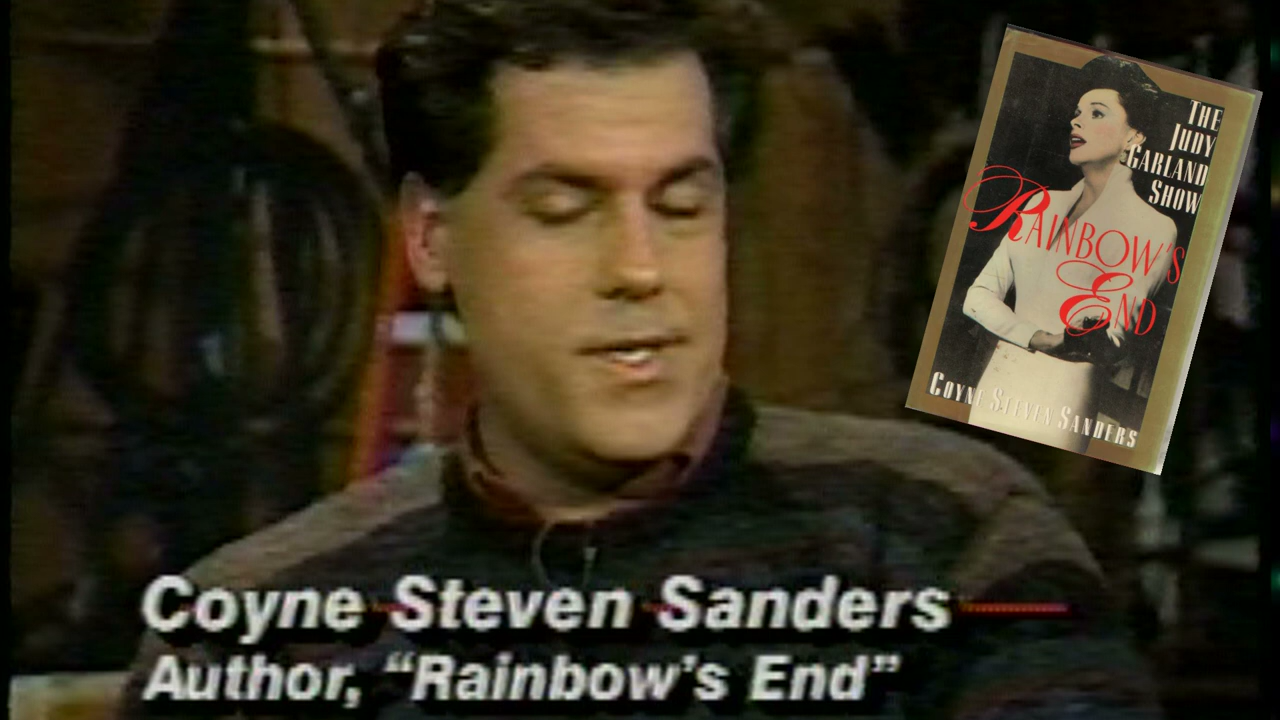 Coyne Steven Sanders
Author, “Rainbow’s End”
THE
JUDY
GARLAND
SHOW
RAINBOW'S
END
COYNE STEVEN SANDERS